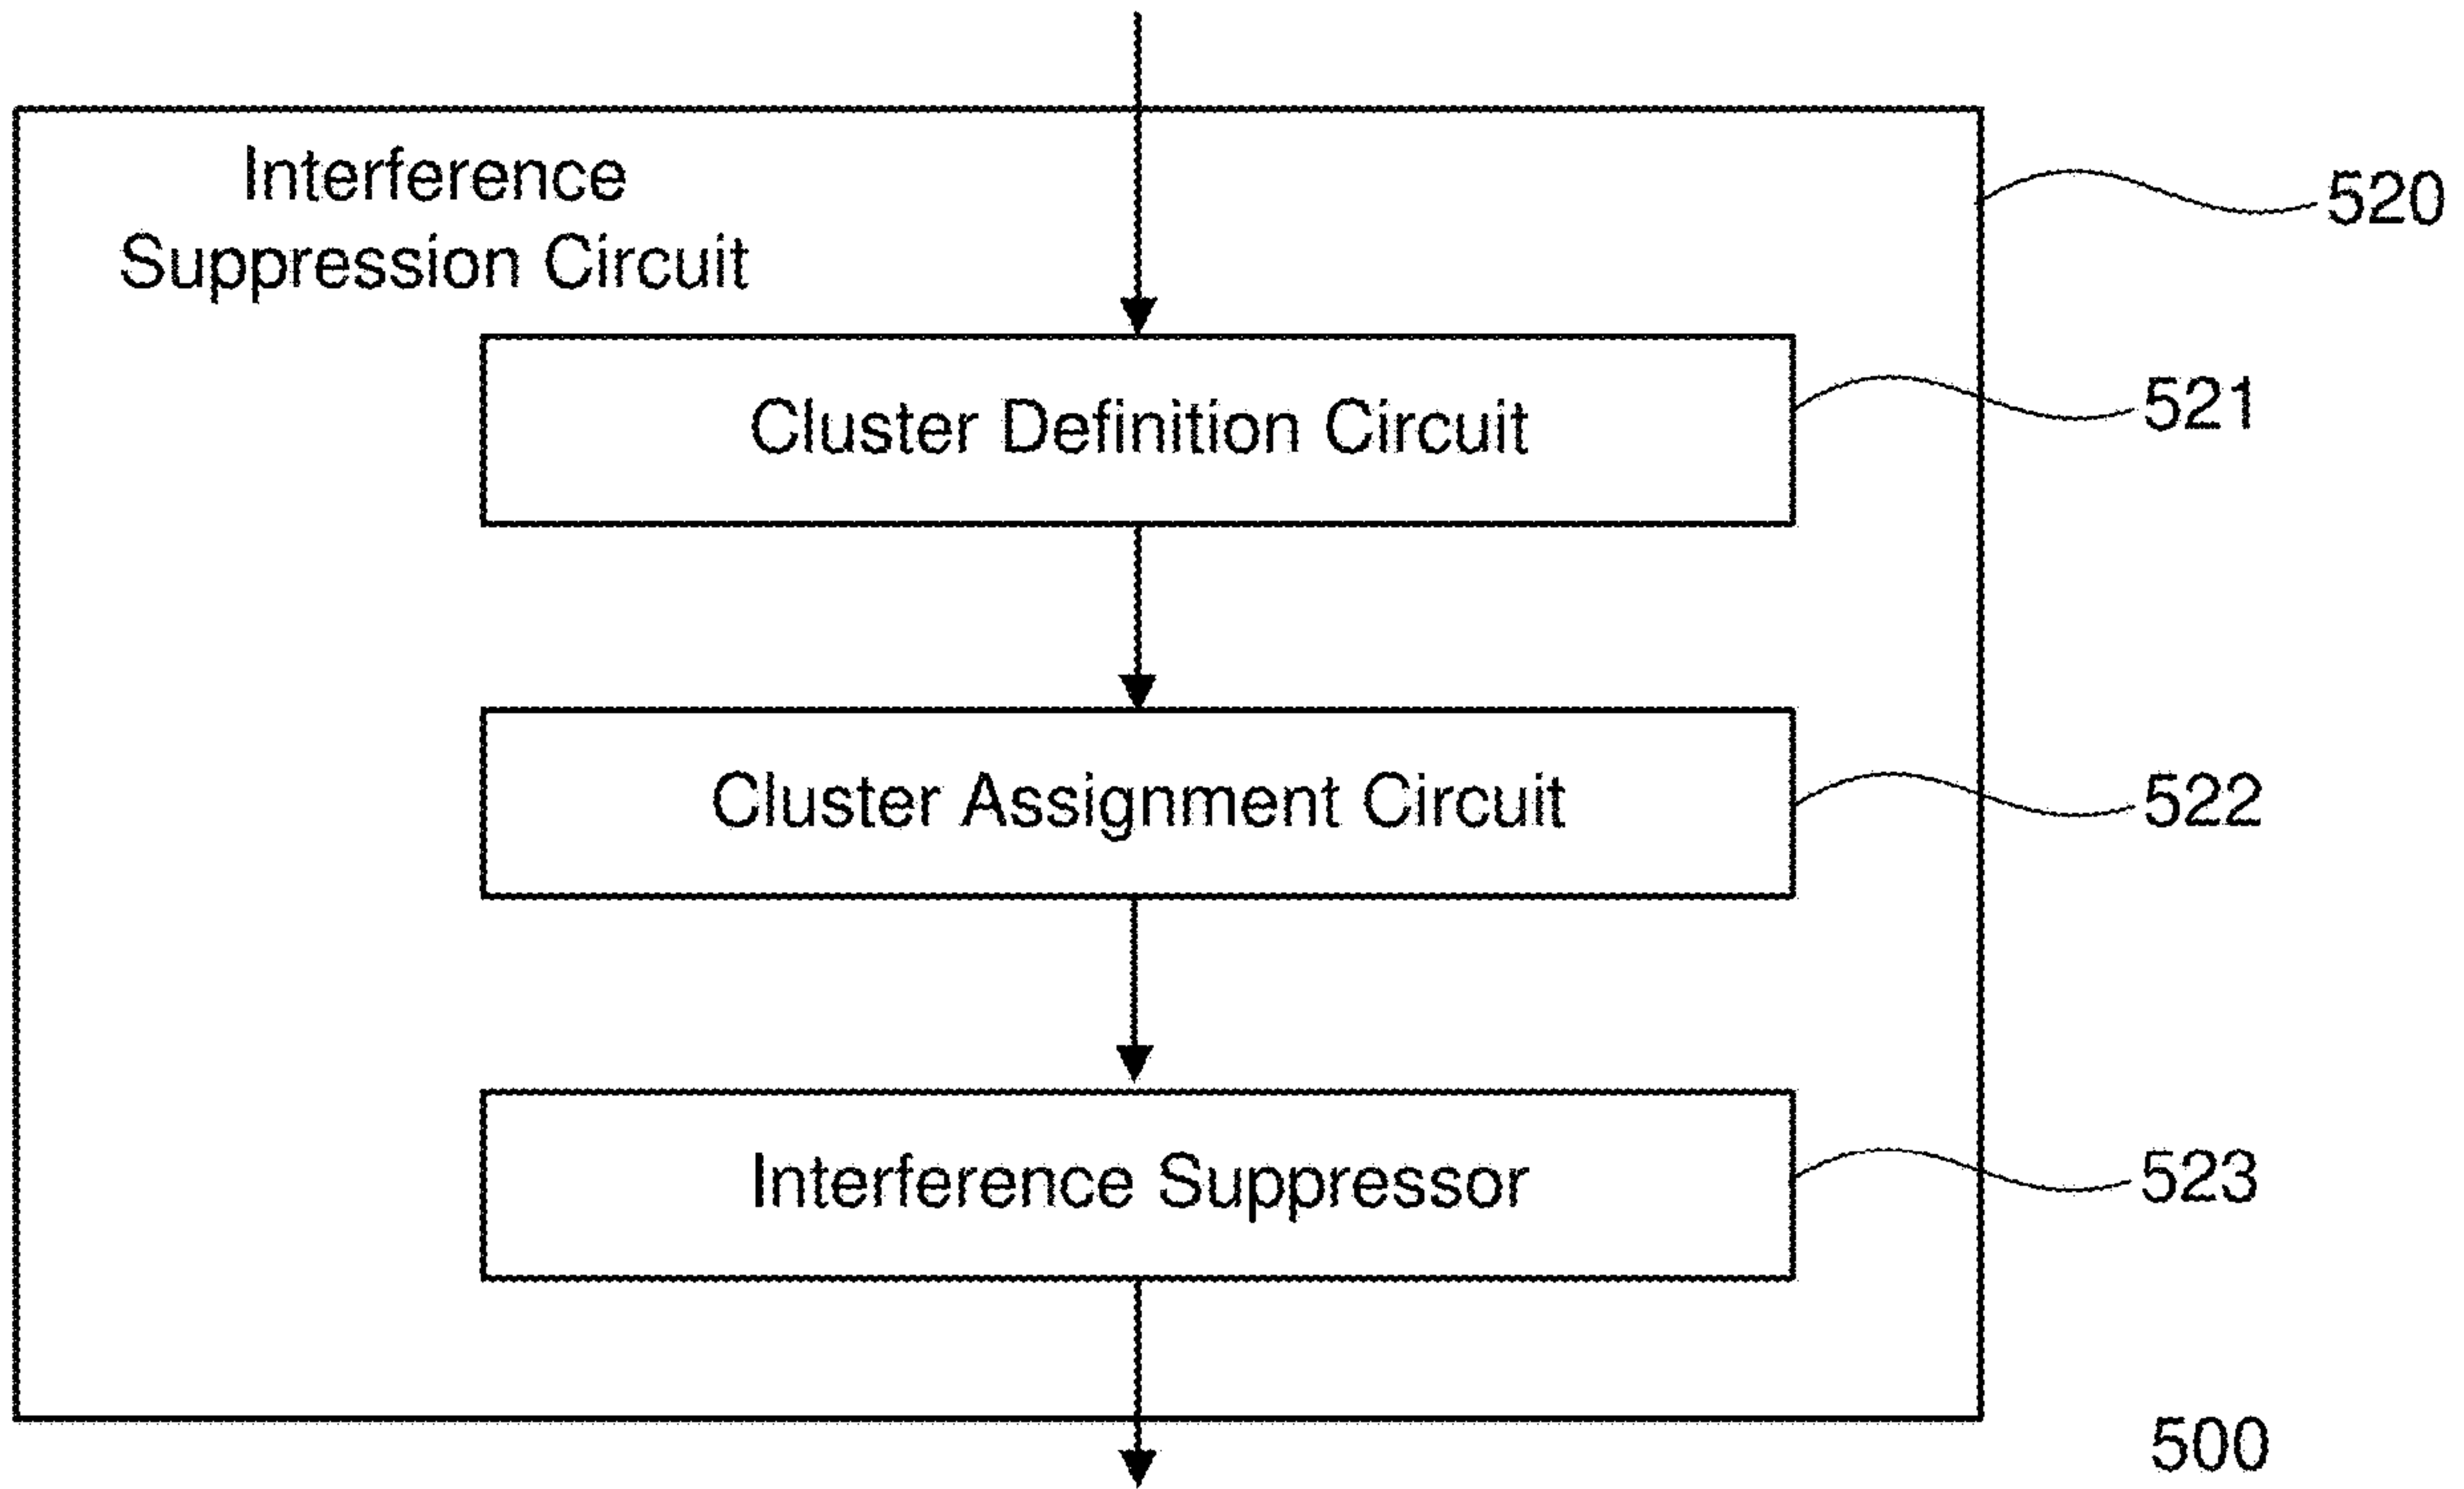 Interference
Suppression Circuit
520
Cluster Definition Circuit
521
Cluster Assignment Circuit
522
Interference Suppressor
523
500